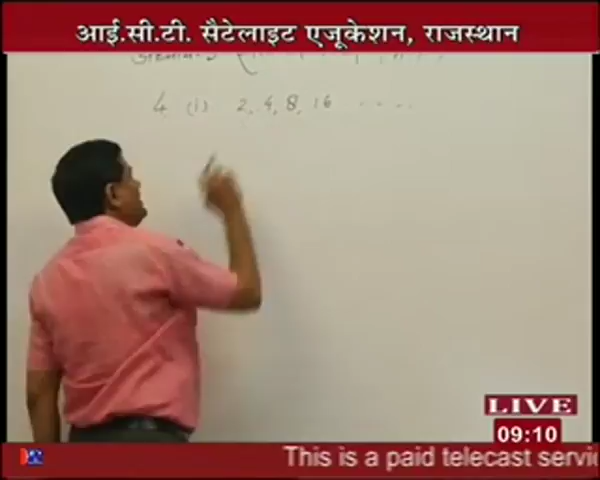 आई.सी.टी. सैटेलाइट एजूकेशन, राजस्थान
4 (i) 2, 4, 8, 16 .....
LIVE
09:10
This is a paid telecast servi